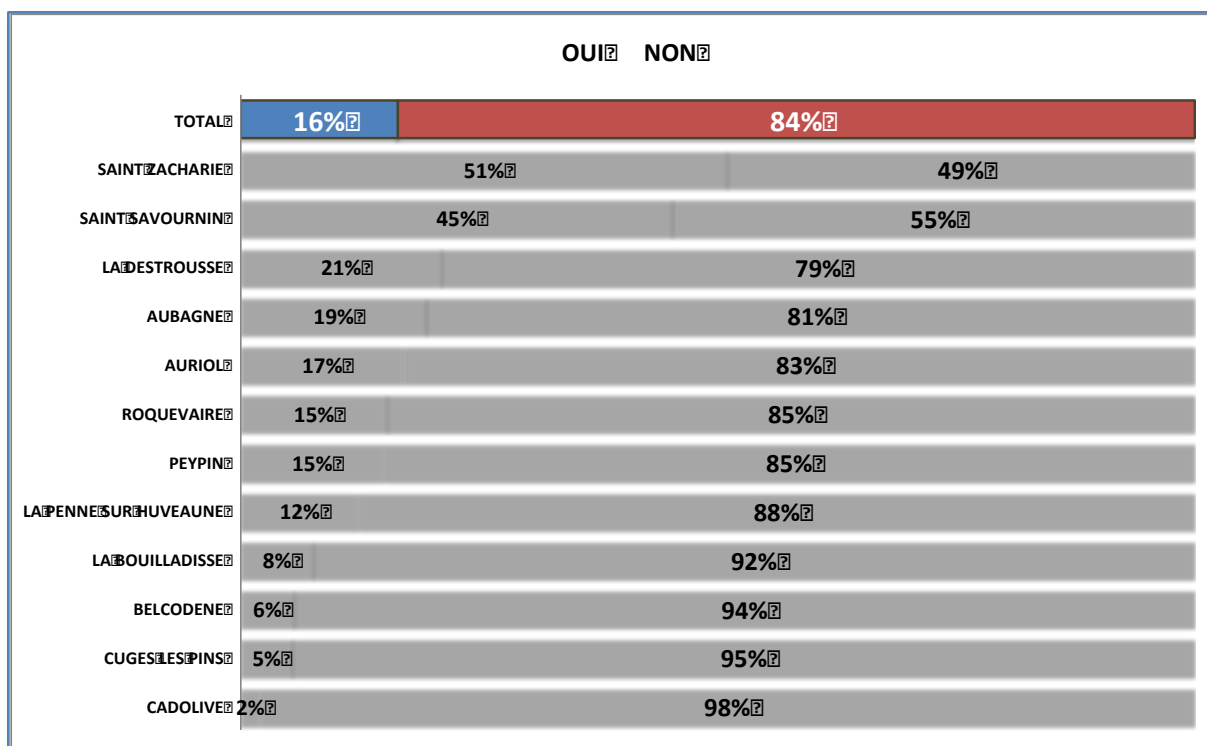 OUI NON
TOTAL 16% 84%
SAINT ZACHARIE 51% 49%
SAINT SAVOURNIN 45% 55%
LA DESTROUSSE 21% 79%
AUBAGNE 19% 81%
AURIOL 17% 83%
ROQUEVAIRE 15% 85%
PEYPIN 15% 85%
LA PENNE SUR HUVEAUNE 12% 88%
LA BOUILLADISSE 8% 92%
BELCODENE 6% 94%
CUGES LES PINS 5% 95%
CADOLIVE 2% 98%